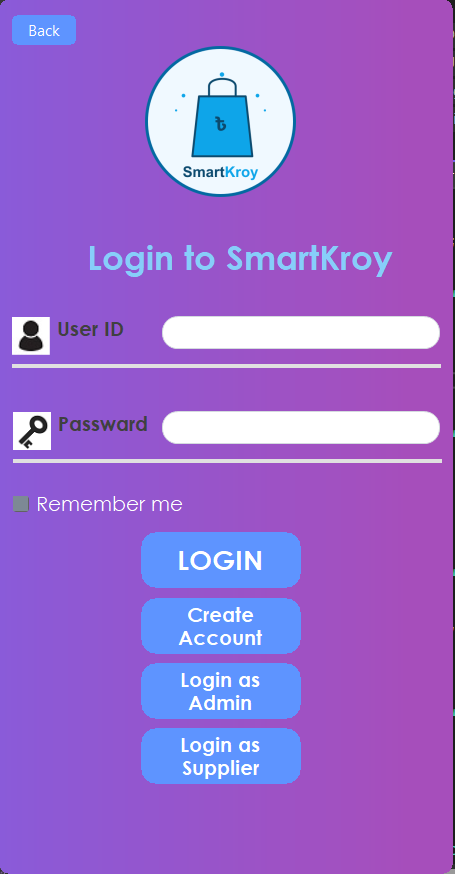 Back
৳
SmartKroy
Login to SmartKroy
User ID
Passward
Remember me
LOGIN
Create
Account
Login as
Admin
Login as
Supplier